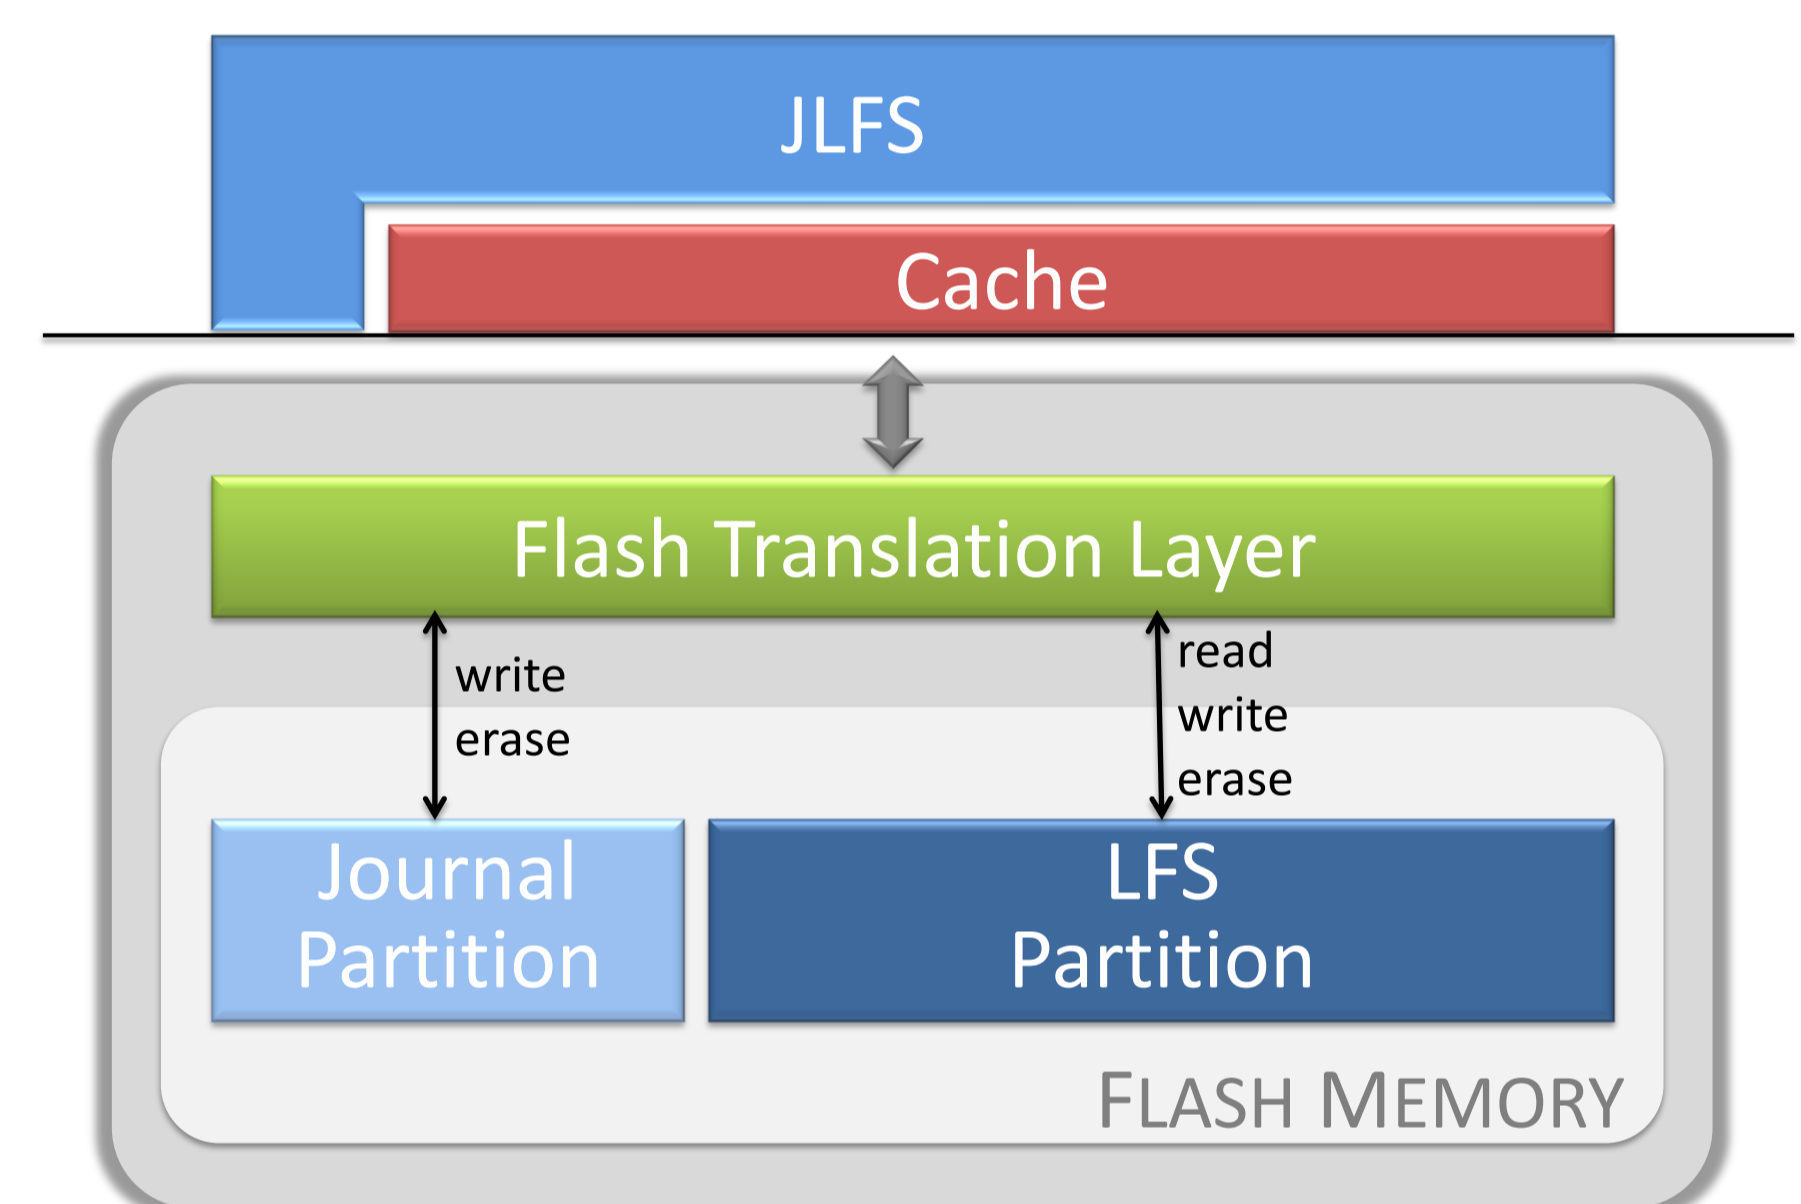 JLFS
Cache
Flash Translation Layer
write
erase
read
write
erase
Journal
Partition
LFS
Partition
FLASH MEMORY